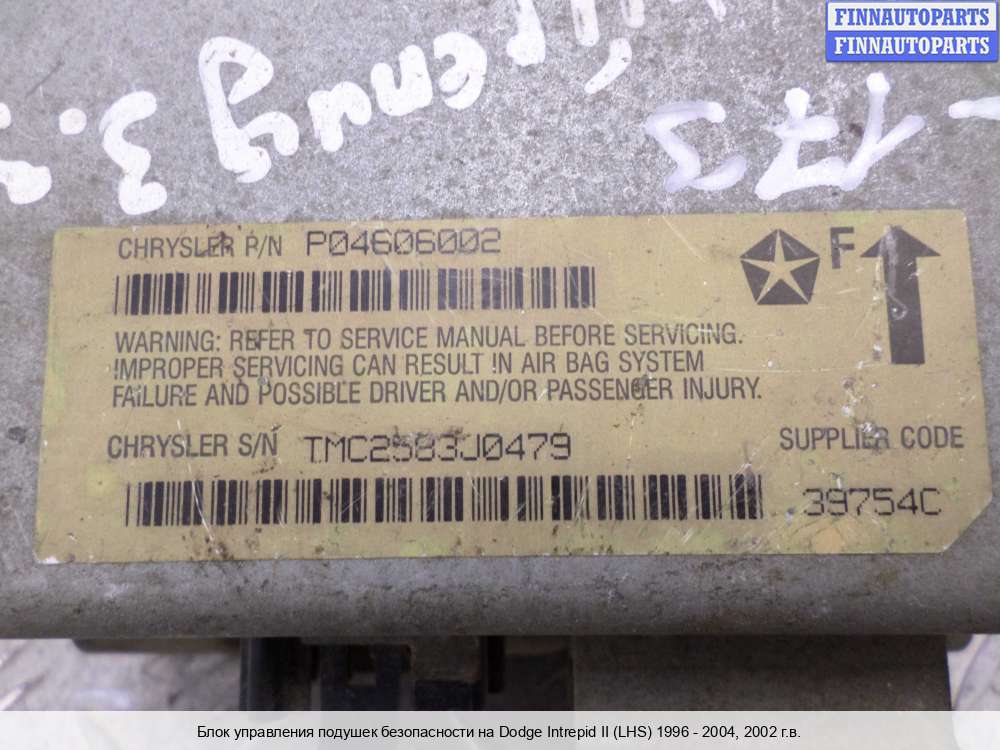 FINNAUTOPARTS
FINNAUTOPARTS
173
3.
CHRYSLER P/N P04606002
F
WARNING: REFER TO SERVICE MANUAL BEFORE SERVICING.
IMPROPER SERVICING CAN RESULT IN AIR BAG SYSTEM
FAILURE AND POSSIBLE DRIVER AND/OR PASSENGER INJURY.
CHRYSLER S/N TMC2583J0479
SUPPLIER CODE
39754C
Блок управления подушек безопасности на Dodge Intrepid II (LHS) 1996 - 2004, 2002 г.в.